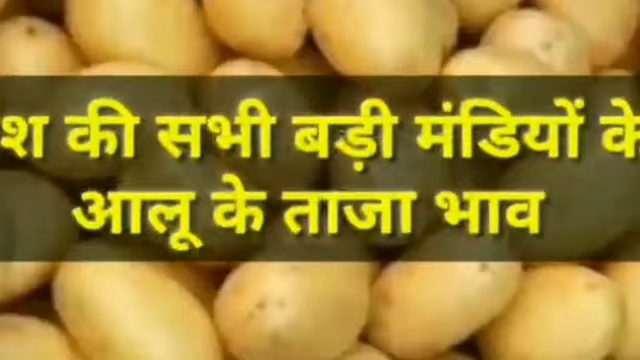 श की सभी बड़ी मंडियों के
आलू के ताजा भाव